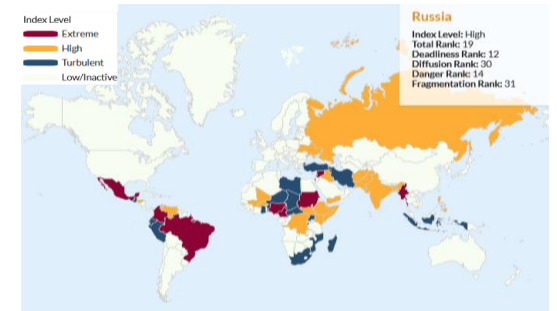 Index Level
Extreme
High
Turbulent
Low/Inactive
Russia
Index Level: High
Total Rank: 19
Deadliness Rank: 12
Diffusion Rank: 30
Danger Rank: 14
Fragmentation Rank: 31